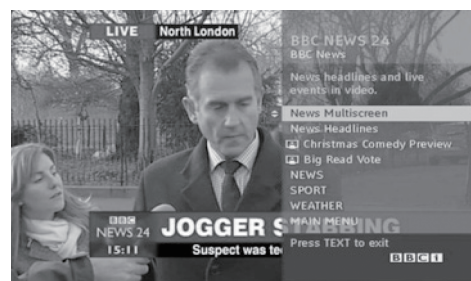 LIVE North London
BBC NEWS 24
BBC News
News headlines and live
events in video.
News Multiscreen
News Headlines
Christmas Comedy Preview
Big Read Vote
NEWS
SPORT
WEATHER
MAIN MENU
Press TEXT to exit
BBCi
BBC
NEWS 24
15:11
JOGGER STABBING
Suspect was